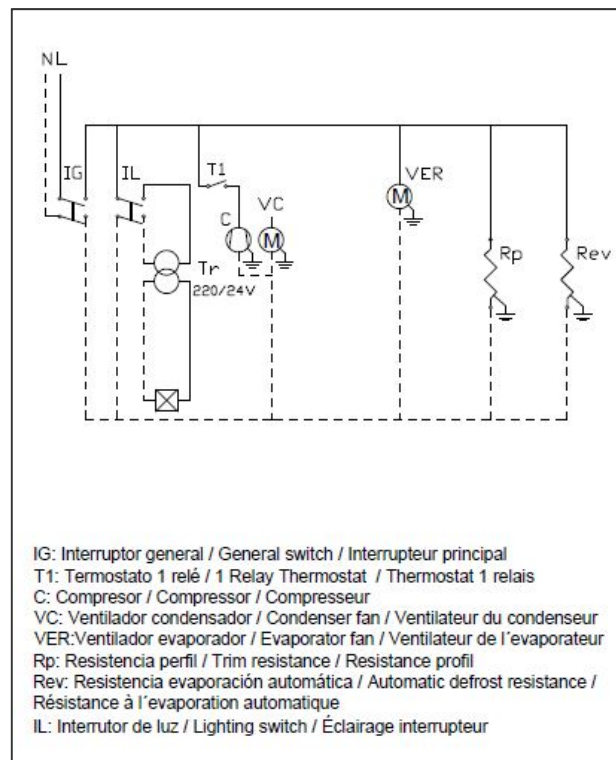 NL
IG
IL
T1
C
VC
VER
Tr
220/24V
Rp
Rev
M
M
IG: Interruptor general / General switch / Interrupteur principal
T1: Termostato 1 relé / 1 Relay Thermostat / Thermostat 1 relais
C: Compresor / Compressor / Compresseur
VC: Ventilador condensador / Condenser fan / Ventilateur du condenseur
VER:Ventilador evaporador / Evaporator fan / Ventilateur de l´evaporateur
Rp: Resistencia perfil / Trim resistance / Resistance profil
Rev: Resistencia evaporación automática / Automatic defrost resistance /
Résistance à l´evaporation automatique
IL: Interrutor de luz / Lighting switch / Éclairage interrupteur